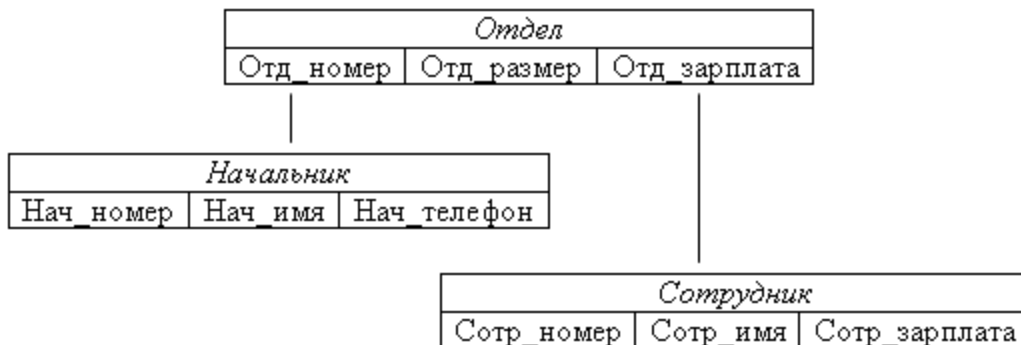 Отдел
Отд_номер Отд_размер Отд_зарплата
Начальник
Нач_номер Нач_имя Нач_телефон
Сотрудник
Сотр_номер Сотр_имя Сотр_зарплата